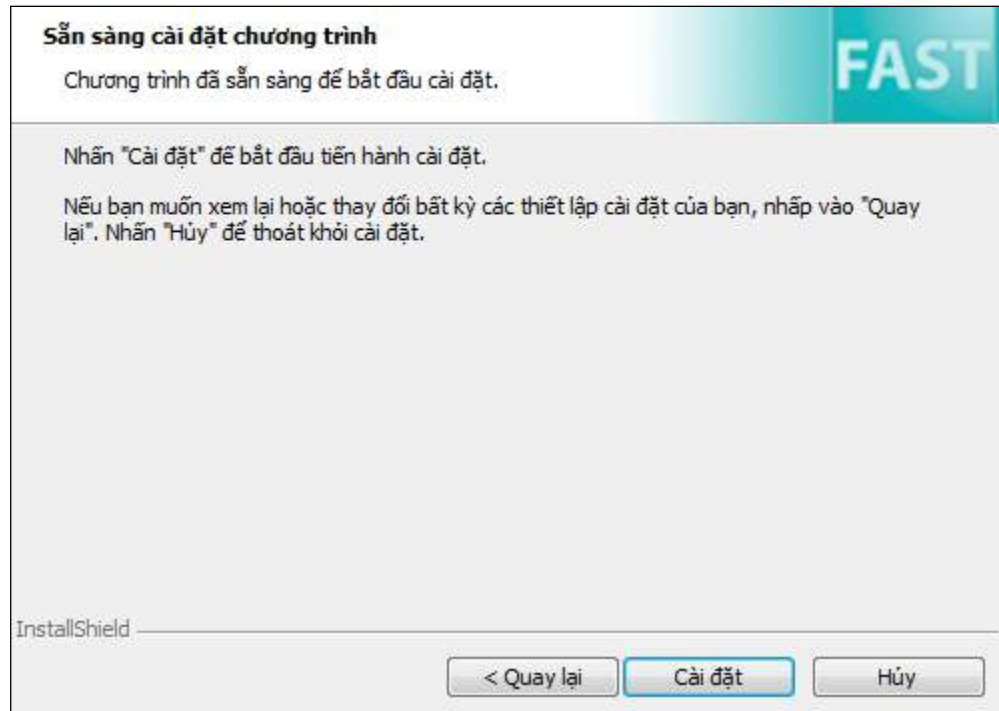 Sẵn sàng cài đặt chương trình
Chương trình đã sẵn sàng để bắt đầu cài đặt.
FAST
Nhấn "Cài đặt" để bắt đầu tiến hành cài đặt.
Nếu bạn muốn xem lại hoặc thay đổi bất kỳ các thiết lập cài đặt của bạn, nhấp vào "Quay
lại". Nhấn "Hủy" để thoát khỏi cài đặt.
InstallShield
< Quay lại
Cài đặt
Hủy